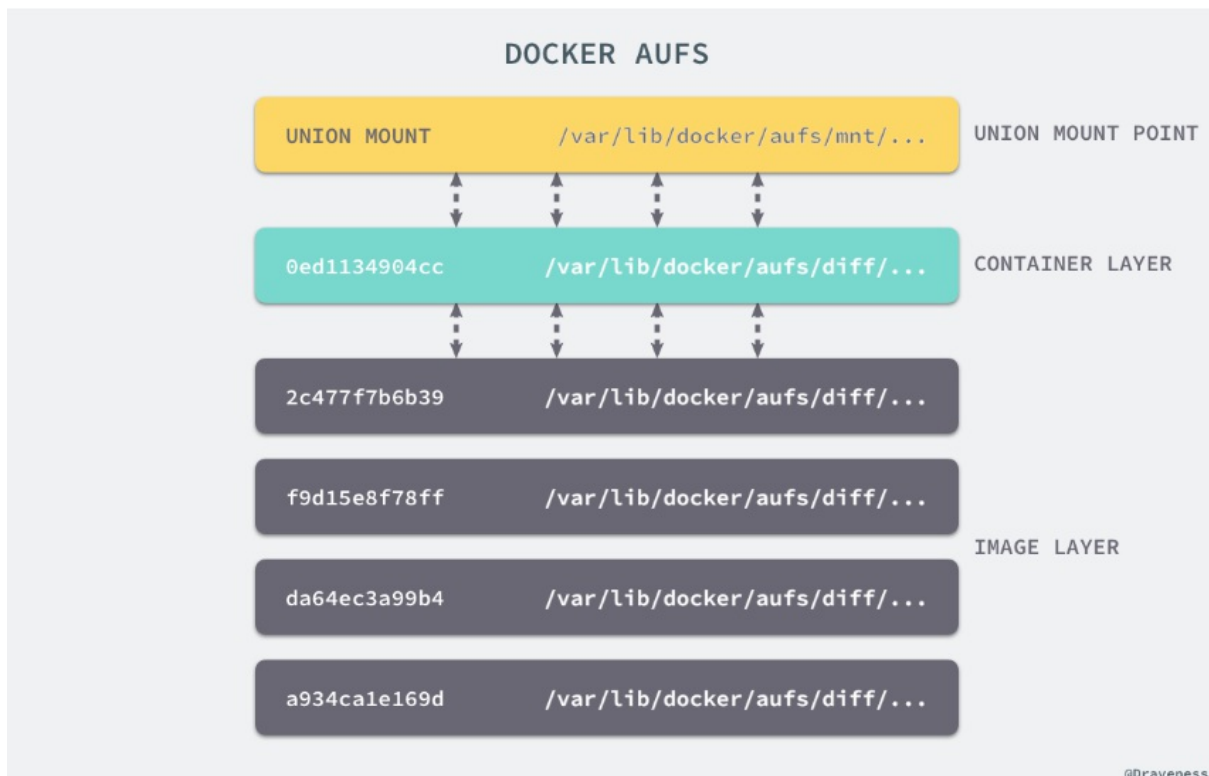 DOCKER AUFS
UNION MOUNT /var/lib/docker/aufs/mnt/... UNION MOUNT POINT
0ed1134904cc /var/lib/docker/aufs/diff/... CONTAINER LAYER
2c477f7b6b39 /var/lib/docker/aufs/diff/...
f9d15e8f78ff /var/lib/docker/aufs/diff/...
IMAGE LAYER
da64ec3a99b4 /var/lib/docker/aufs/diff/...
a934ca1e169d /var/lib/docker/aufs/diff/...
@Draveness